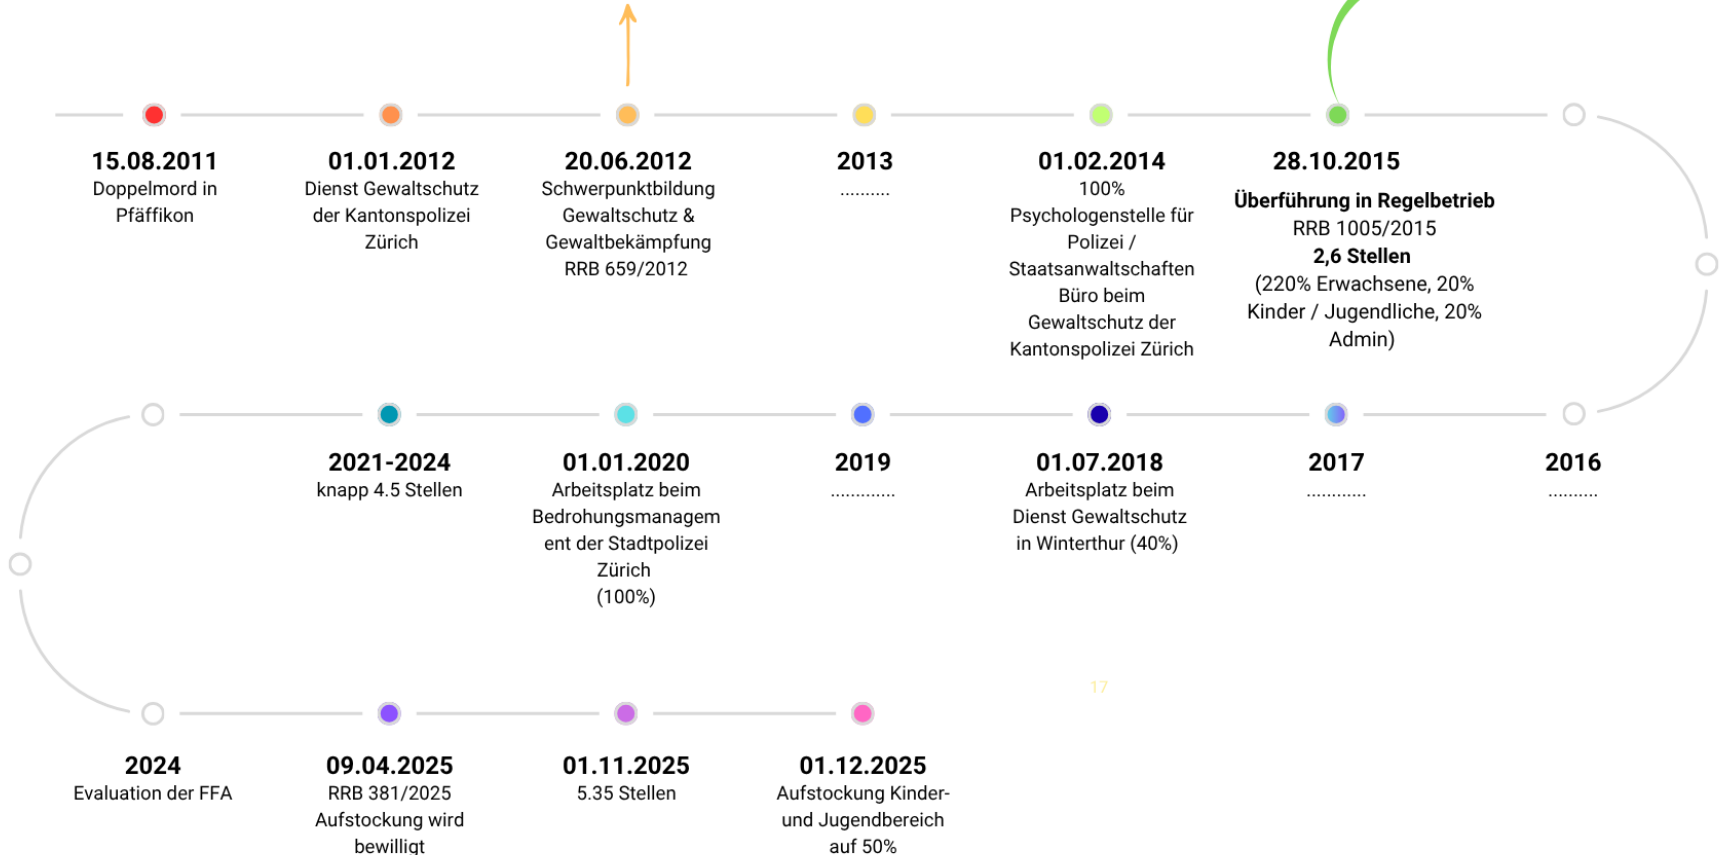 15.08.2011
Doppelmord in
Pfäffikon
01.01.2012
Dienst Gewaltschutz
der Kantonspolizei
Zürich
20.06.2012
Schwerpunktbildung
Gewaltschutz &
Gewaltbekämpfung
RRB 659/2012
2013
..........
01.02.2014
100%
Psychologenstelle für
Polizei /
Staatsanwaltschaften
Büro beim
Gewaltschutz der
Kantonspolizei Zürich
28.10.2015
Überführung in Regelbetrieb
RRB 1005/2015
2,6 Stellen
(220% Erwachsene, 20%
Kinder / Jugendliche, 20%
Admin)
2021-2024
knapp 4.5 Stellen
01.01.2020
Arbeitsplatz beim
Bedrohungsmanagem
ent der Stadtpolizei
Zürich
(100%)
2019
.............
01.07.2018
Arbeitsplatz beim
Dienst Gewaltschutz
in Winterthur (40%)
2017
............
2016
..........
17
2024
Evaluation der FFA
09.04.2025
RRB 381/2025
Aufstockung wird
bewilligt
01.11.2025
5.35 Stellen
01.12.2025
Aufstockung Kinder-
und Jugendbereich
auf 50%